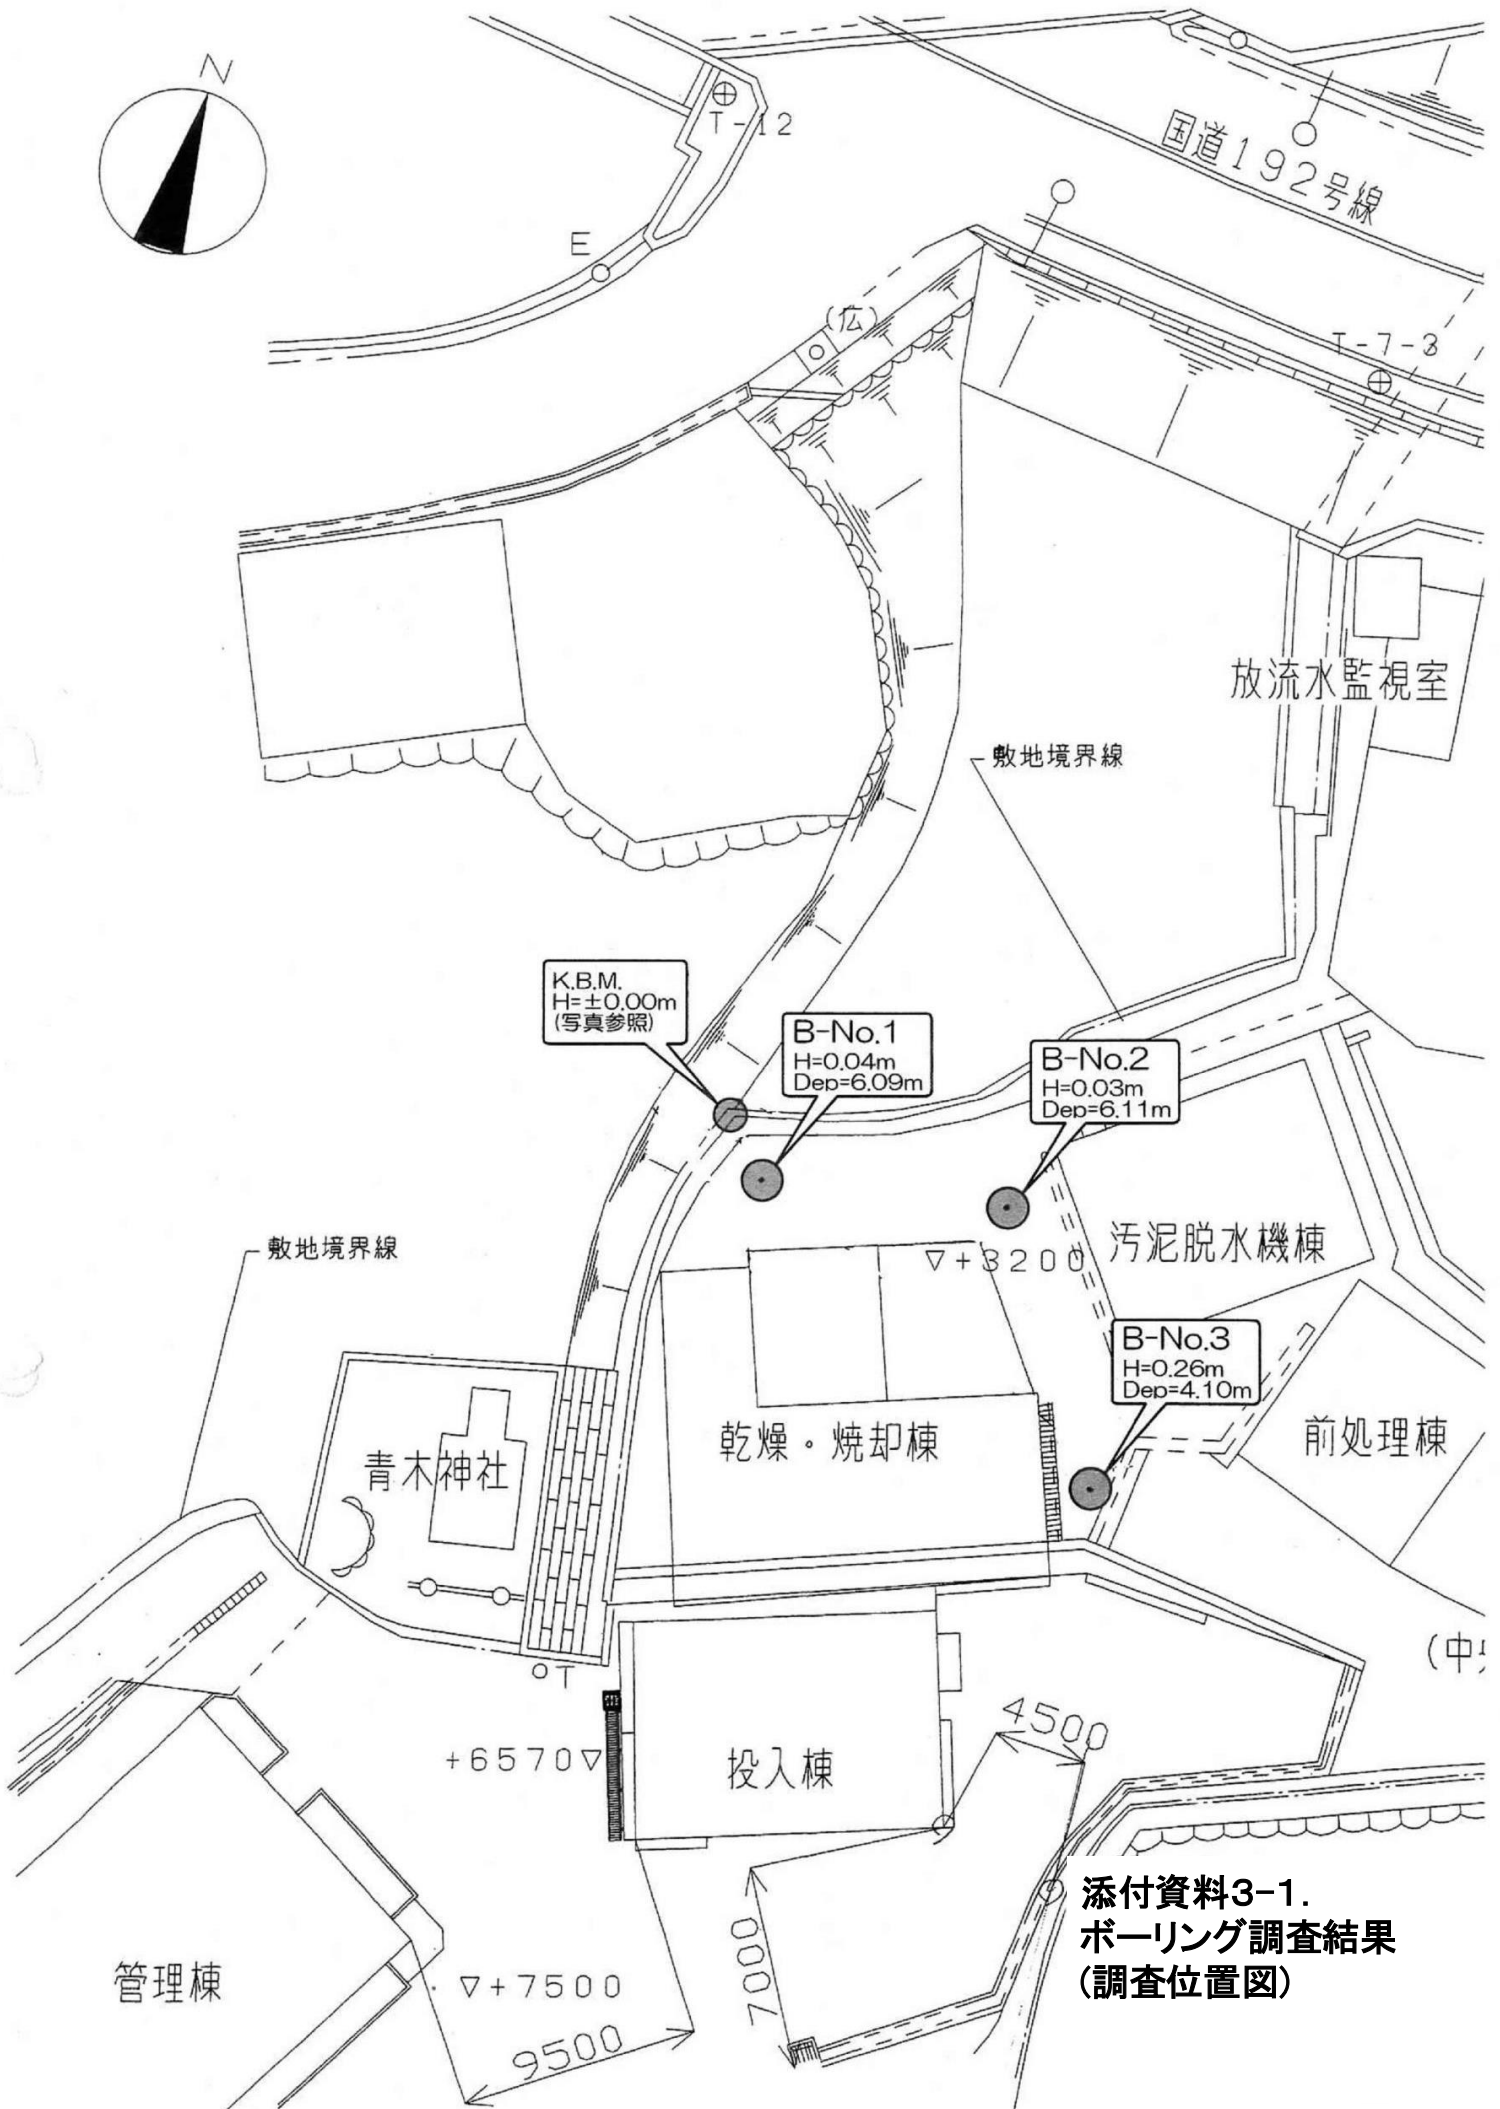 N
T-12
国道192号線
E
(広)
T-7-3
放流水監視室
敷地境界線
K.B.M.
H=±0.00m
(写真参照)
B-No.1
H=0.04m
Dep=6.09m
B-No.2
H=0.03m
Dep=6.11m
敷地境界線
▽+3200
汚泥脱水機棟
B-No.3
H=0.26m
Dep=4.10m
乾燥・焼却棟
前処理棟
青木神社
T
(中
+6570▽
投入棟
4500
添付資料3-1.
ボーリング調査結果
(調査位置図)
7000
管理棟
▽+7500
9500